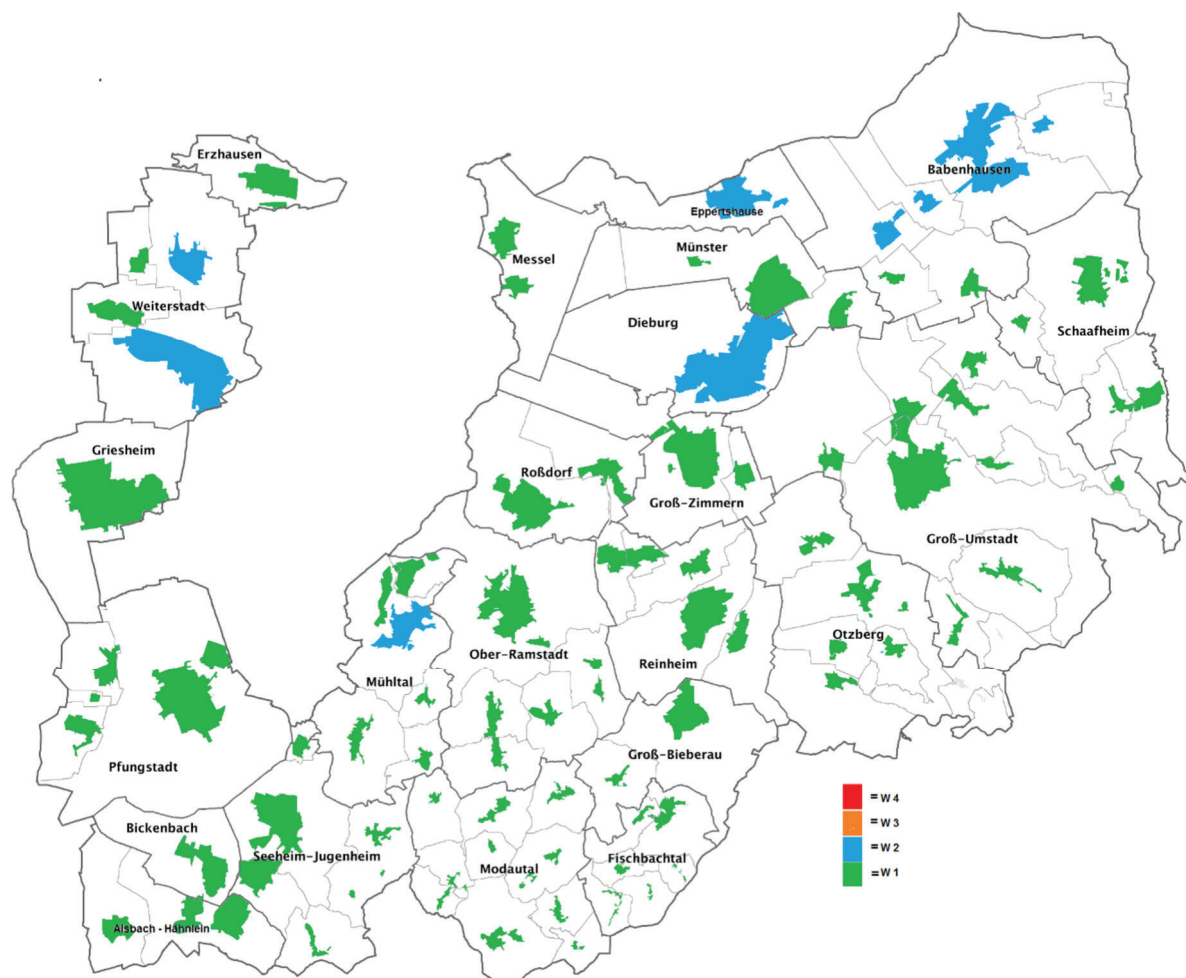 Erzhausen
Babenhausen
Eppertshause
Münster
Messel
Weiterstadt
Dieburg
Schaafheim
Griesheim
Roßdorf
Groß-Zimmern
Groß-Umstadt
Otzberg
Ober-Ramstadt
Reinheim
Mühltal
Groß-Bieberau
Pfungstadt
Bickenbach
Seeheim-Jugenheim
Modautal
Fischbachtal
Alsbach - Hähnlein
= W 4
= W 3
= W 2
= W 1